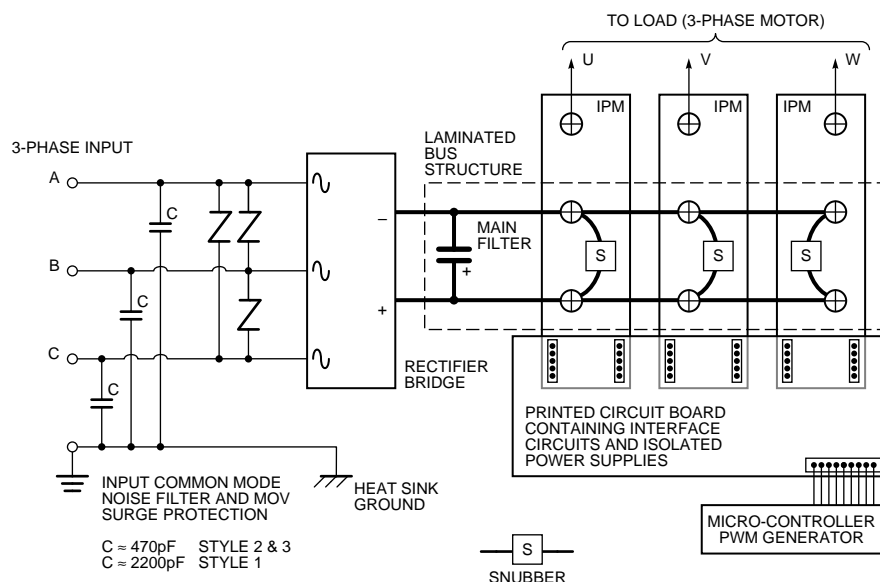 TO LOAD (3-PHASE MOTOR)
U
V
W
IPM
IPM
IPM
3-PHASE INPUT
LAMINATED
BUS
STRUCTURE
A
C
–
MAIN
FILTER
S
S
S
B
C
+
+
C
C
RECTIFIER
BRIDGE
PRINTED CIRCUIT BOARD
CONTAINING INTERFACE
CIRCUITS AND ISOLATED
POWER SUPPLIES
INPUT COMMON MODE
NOISE FILTER AND MOV
SURGE PROTECTION
HEAT SINK
GROUND
C ≈ 470pF STYLE 2 & 3
C ≈ 2200pF STYLE 1
MICRO-CONTROLLER
PWM GENERATOR
S
SNUBBER